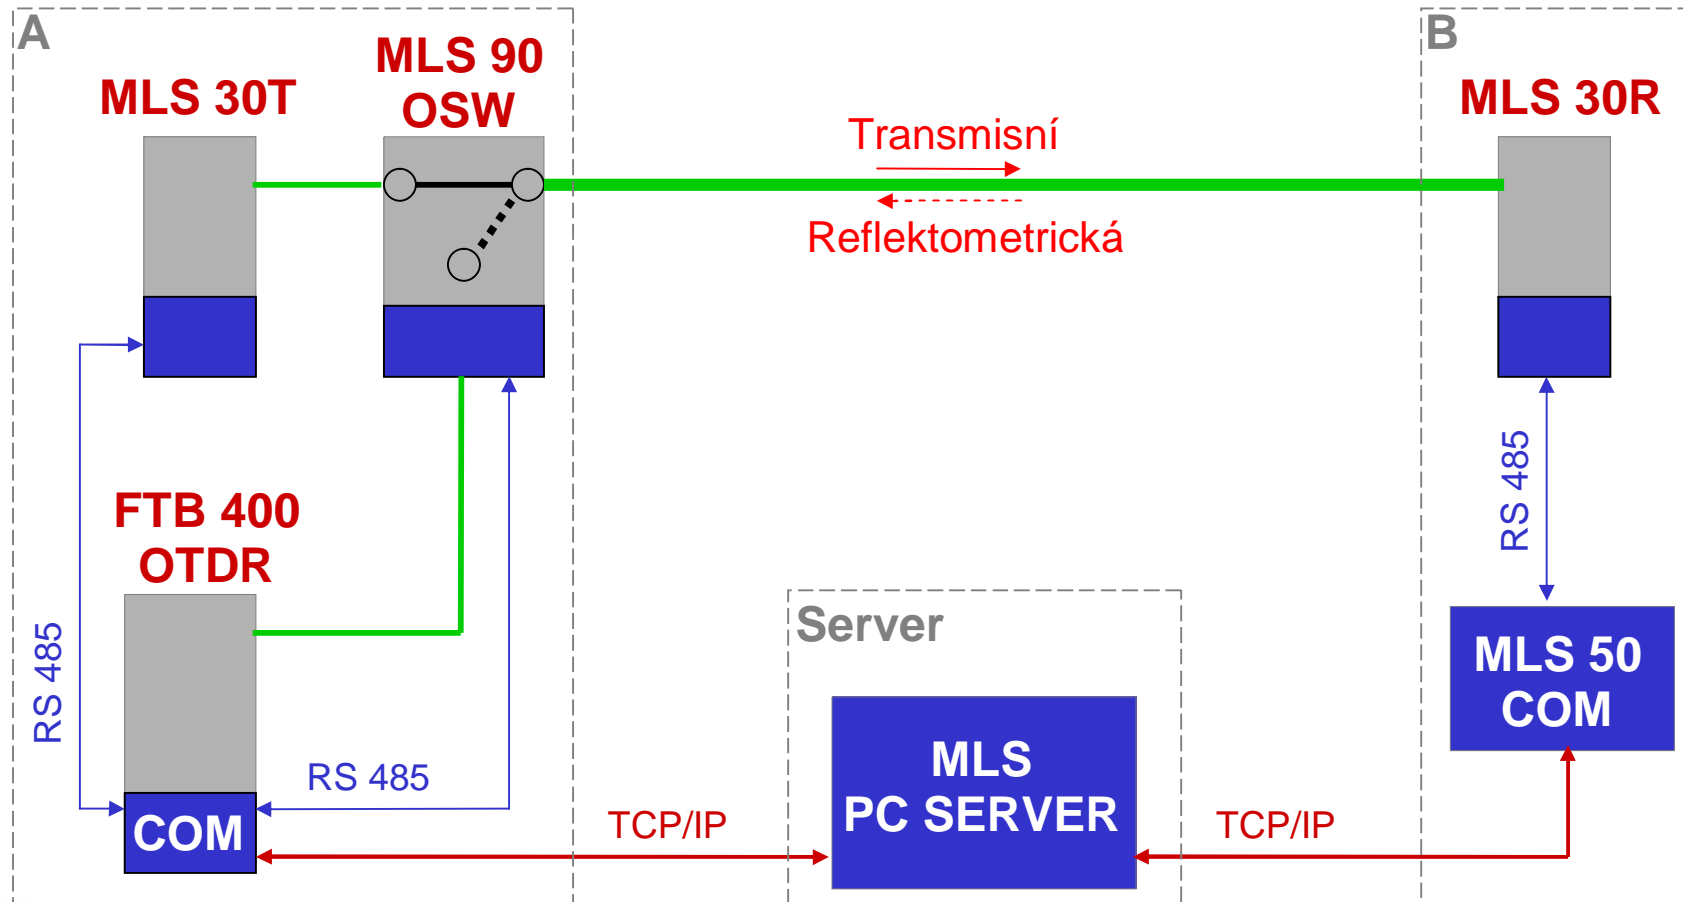 A
MLS 30T
MLS 90
OSW
Transmisní
Reflektometrická
B
MLS 30R
FTB 400
OTDR
RS 485
RS 485
COM
TCP/IP
Server
MLS
PC SERVER
TCP/IP
RS 485
MLS 50
COM